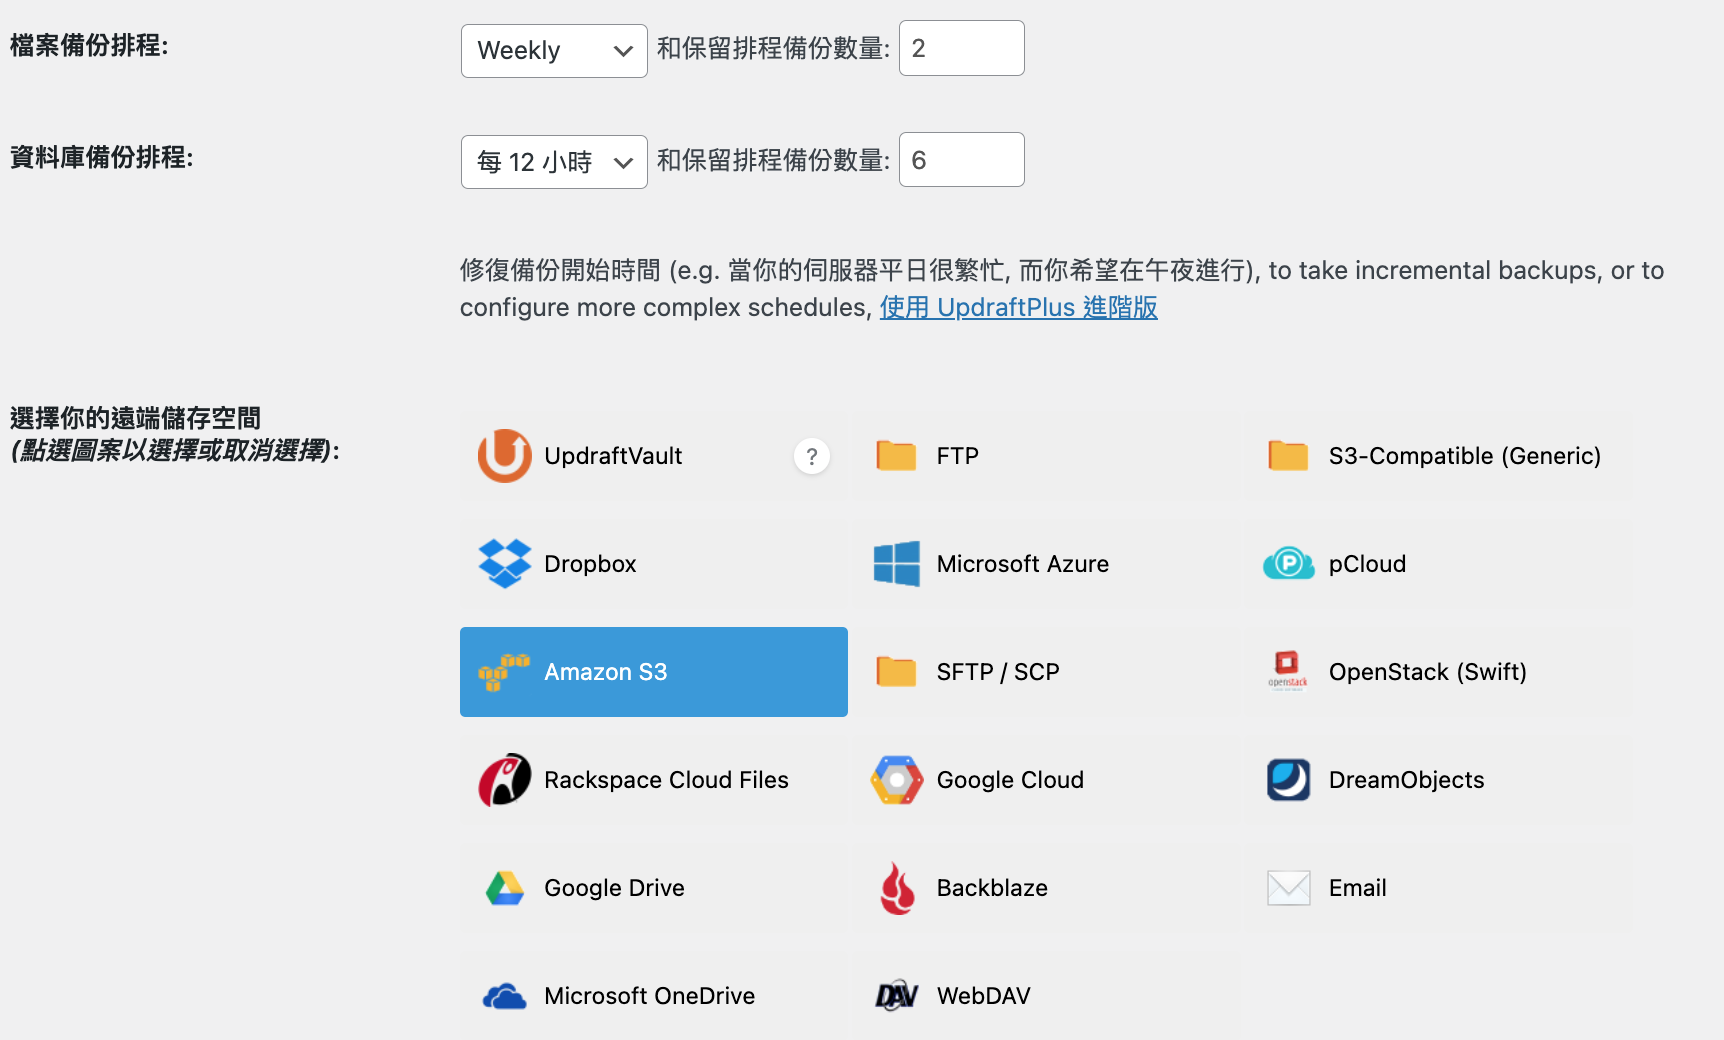 檔案備份排程:
Weekly 和保留排程備份數量: 2
資料庫備份排程:
每 12 小時 和保留排程備份數量: 6
修復備份開始時間 (e.g. 當你的伺服器平日很繁忙, 而你希望在午夜進行), to take incremental backups, or to
configure more complex schedules, 使用 UpdraftPlus 進階版
選擇你的遠端儲存空間
(點選圖案以選擇或取消選擇):
UpdraftVault ? FTP S3-Compatible (Generic)
Dropbox Microsoft Azure pCloud
Amazon S3 SFTP / SCP openstack OpenStack (Swift)
Rackspace Cloud Files Google Cloud DreamObjects
Google Drive Backblaze Email
Microsoft OneDrive DAV WebDAV